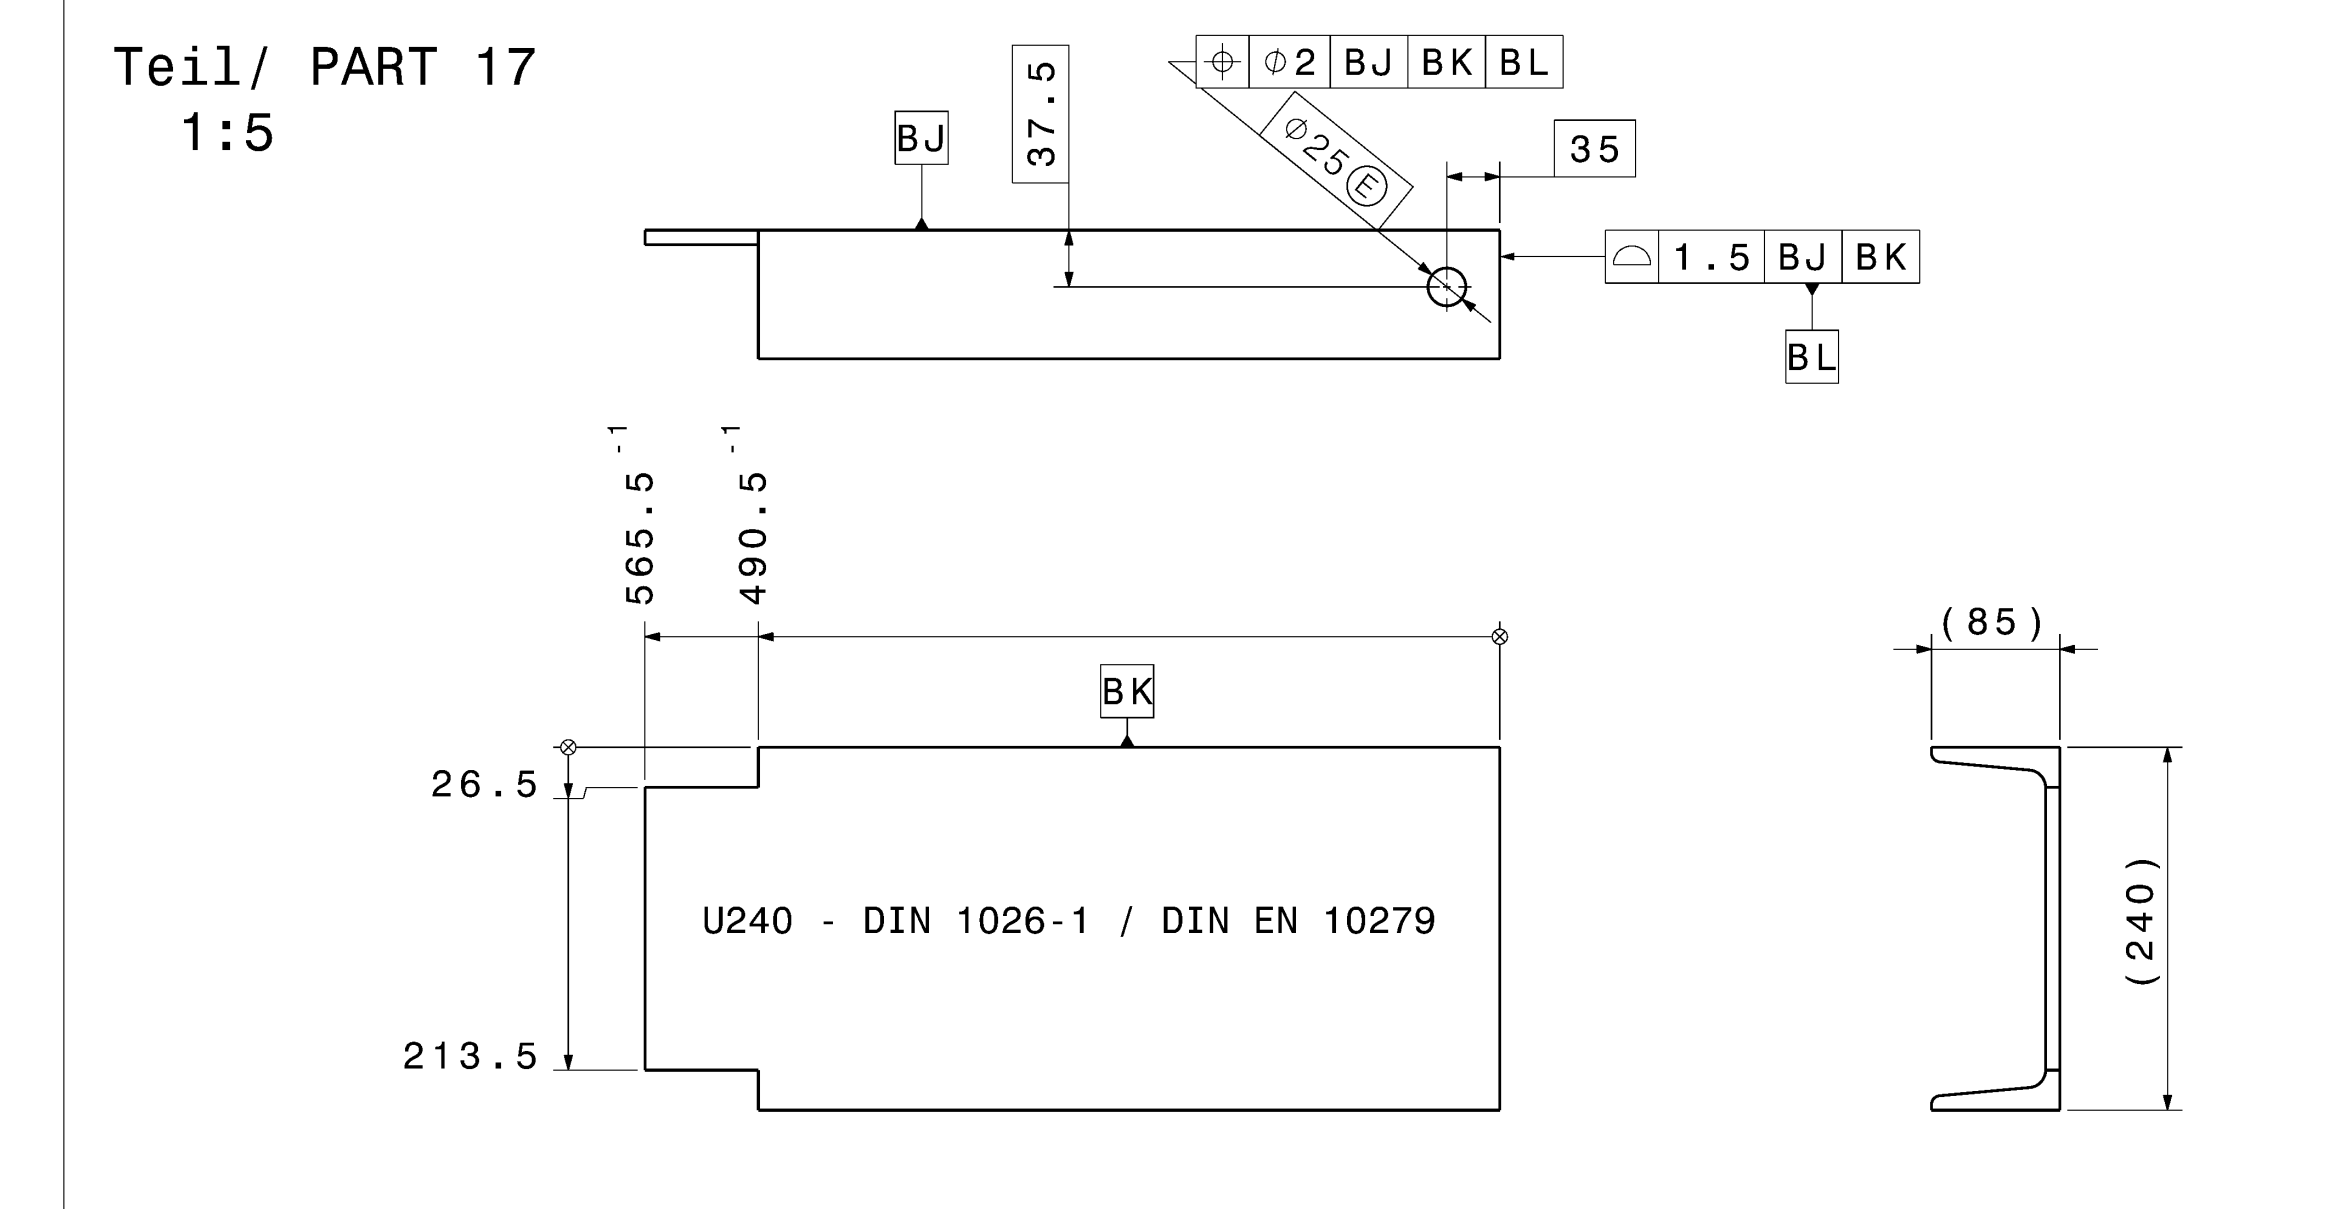 Teil/ PART 17
1:5
⌖ ⌀2 BJ BK BL
BJ
37.5
⌀25Ⓔ
35
⌓ 1.5 BJ BK
BL
565.5 -1
490.5 -1
(85)
BK
26.5
U240 - DIN 1026-1 / DIN EN 10279
(240)
213.5